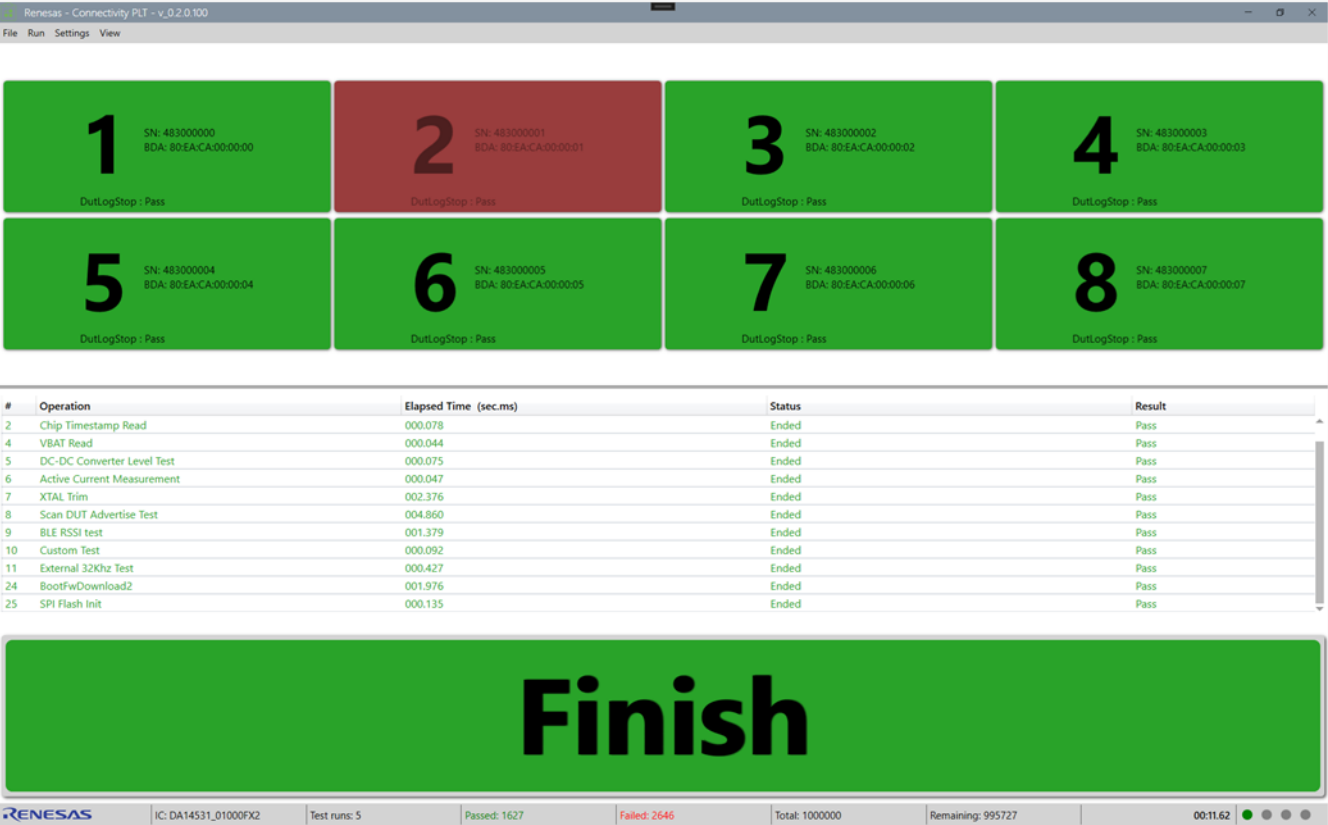 Renesas - Connectivity PLT - v_0.2.0.100
File Run Settings View
1 SN: 483000000
BDA: 80:EA:CA:00:00:00
DutLogStop : Pass
2 SN: 483000001
BDA: 80:EA:CA:00:00:01
DutLogStop : Pass
3 SN: 483000002
BDA: 80:EA:CA:00:00:02
DutLogStop : Pass
4 SN: 483000003
BDA: 80:EA:CA:00:00:03
DutLogStop : Pass
5 SN: 483000004
BDA: 80:EA:CA:00:00:04
DutLogStop : Pass
6 SN: 483000005
BDA: 80:EA:CA:00:00:05
DutLogStop : Pass
7 SN: 483000006
BDA: 80:EA:CA:00:00:06
DutLogStop : Pass
8 SN: 483000007
BDA: 80:EA:CA:00:00:07
DutLogStop : Pass
# Operation Elapsed Time (sec.ms) Status Result
2 Chip Timestamp Read 000.078 Ended Pass
4 VBAT Read 000.044 Ended Pass
5 DC-DC Converter Level Test 000.075 Ended Pass
6 Active Current Measurement 000.047 Ended Pass
7 XTAL Trim 002.376 Ended Pass
8 Scan DUT Advertise Test 004.860 Ended Pass
9 BLE RSSI test 001.379 Ended Pass
10 Custom Test 000.092 Ended Pass
11 External 32Khz Test 000.427 Ended Pass
24 BootFwDownload2 001.976 Ended Pass
25 SPI Flash Init 000.135 Ended Pass
Finish
RENESAS IC: DA14531_01000FX2 Test runs: 5 Passed: 1627 Failed: 2646 Total: 1000000 Remaining: 995727 00:11.62